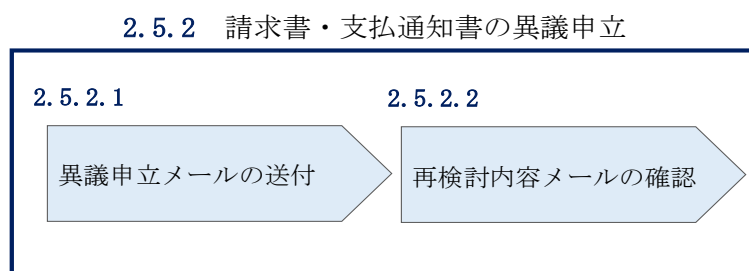 2.5.2　請求書・支払通知書の異議申立
2.5.2.1
異議申立メールの送付
2.5.2.2
再検討内容メールの確認